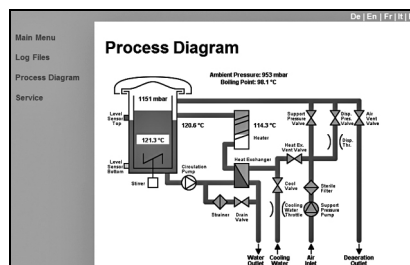 De | En | Fr | It |
Main Menu
Log Files
Process Diagram
Service
Process Diagram
Ambient Pressure: 953 mbar
Boiling Point: 98.1 °C
1151 mbar
Level
Sensor
Top
120.6 °C
114.3 °C
Heater
Support
Pressure
Valve
Disp.
Pres.
Valve
Air
Vent
Valve
121.3 °C
Disp.
Thr.
Heat Ex.
Vent Valve
Level
Sensor
Bottom
Circulation
Pump
Heat Exchanger
Stirrer
Cool
Valve
Sterile
Filter
Cooling
Water
Throttle
Support
Pressure
Pump
Strainer
Drain
Valve
Water
Outlet
Cooling
Water
Air
Inlet
Deaeration
Outlet